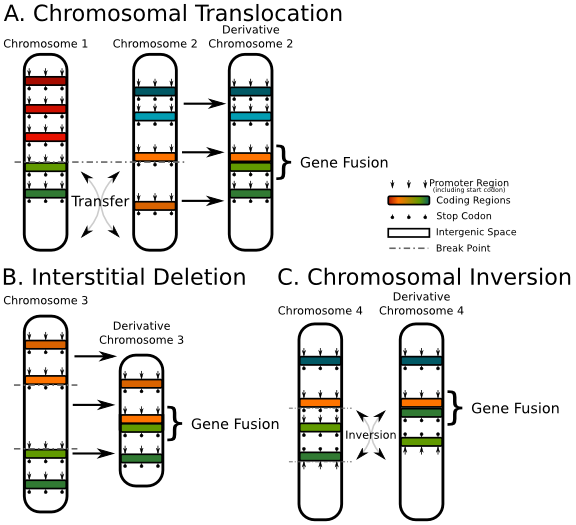 A. Chromosomal Translocation
Chromosome 1
Chromosome 2
Derivative
Chromosome 2
Gene Fusion
Transfer
Promoter Region
(including start codon)
Coding Regions
Stop Codon
Intergenic Space
Break Point
B. Interstitial Deletion
Chromosome 3
Derivative
Chromosome 3
Gene Fusion
C. Chromosomal Inversion
Chromosome 4
Derivative
Chromosome 4
Gene Fusion
Inversion